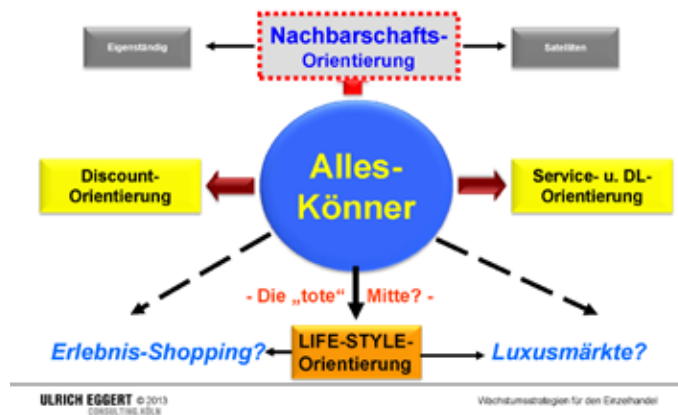 Eigenständig
Nachbarschafts-
Orientierung
Satelliten
Discount-
Orientierung
Alles-
Könner
Service- u. DL-
Orientierung
- Die „tote“ Mitte? -
Erlebnis-Shopping?
LIFE-STYLE-
Orientierung
Luxusmärkte?
ULRICH EGGERT © 2013
CONSULTING.KÖLN
Wachstumsstrategien für den Einzelhandel